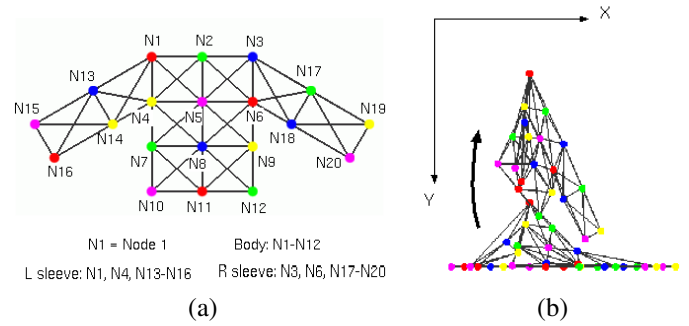 N1 N2 N3
N13 N17
N15 N4 N5 N6 N19
N14 N18
N16 N7 N8 N9 N20
N10 N11 N12
N1 = Node 1 Body: N1-N12
L sleeve: N1, N4, N13-N16 R sleeve: N3, N6, N17-N20
(a)
X
Y
(b)